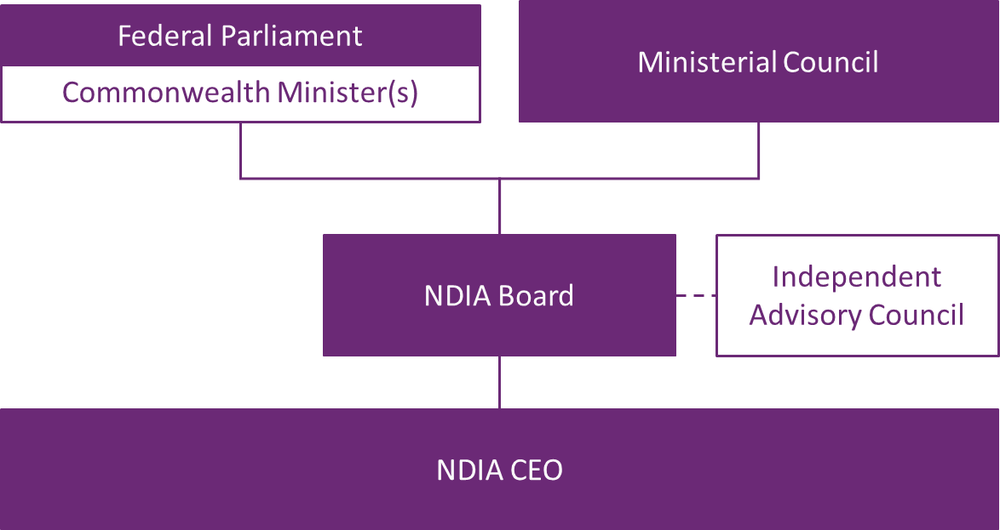 Federal Parliament
Commonwealth Minister(s)
Ministerial Council
NDIA Board
Independent
Advisory Council
NDIA CEO